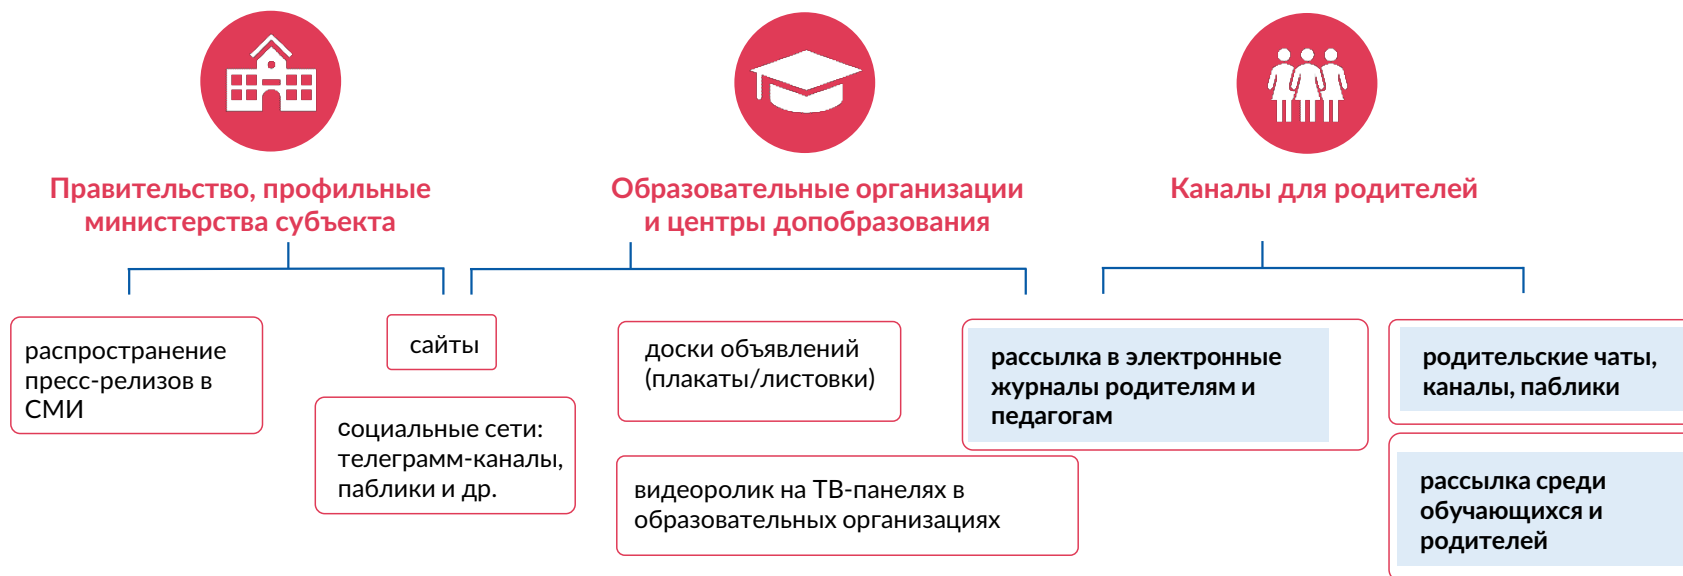 Правительство, профильные
министерства субъекта
Образовательные организации
и центры допобразования
Каналы для родителей
распространение
пресс-релизов в
СМИ
сайты
социальные сети:
телеграмм-каналы,
паблики и др.
доски объявлений
(плакаты/листовки)
видеоролик на ТВ-панелях в
образовательных организациях
рассылка в электронные
журналы родителям и
педагогам
родительские чаты,
каналы, паблики
рассылка среди
обучающихся и
родителей